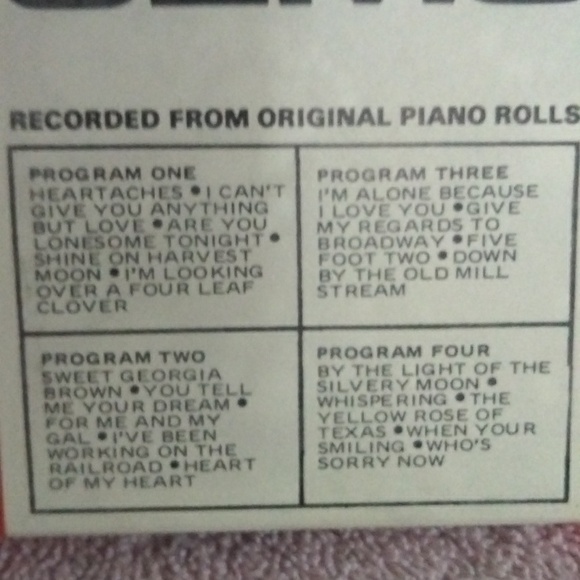 RECORDED FROM ORIGINAL PIANO ROLLS
PROGRAM ONE
HEARTACHES • I CAN'T
GIVE YOU ANYTHING
BUT LOVE • ARE YOU
LONESOME TONIGHT •
SHINE ON HARVEST
MOON • I'M LOOKING
OVER A FOUR LEAF
CLOVER
PROGRAM TWO
SWEET GEORGIA
BROWN • YOU TELL
ME YOUR DREAM •
FOR ME AND MY
GAL • I'VE BEEN
WORKING ON THE
RAILROAD • HEART
OF MY HEART
PROGRAM THREE
I'M ALONE BECAUSE
I LOVE YOU • GIVE
MY REGARDS TO
BROADWAY • FIVE
FOOT TWO • DOWN
BY THE OLD MILL
STREAM
PROGRAM FOUR
BY THE LIGHT OF THE
SILVERY MOON •
WHISPERING • THE
YELLOW ROSE OF
TEXAS • WHEN YOUR
SMILING • WHO'S
SORRY NOW